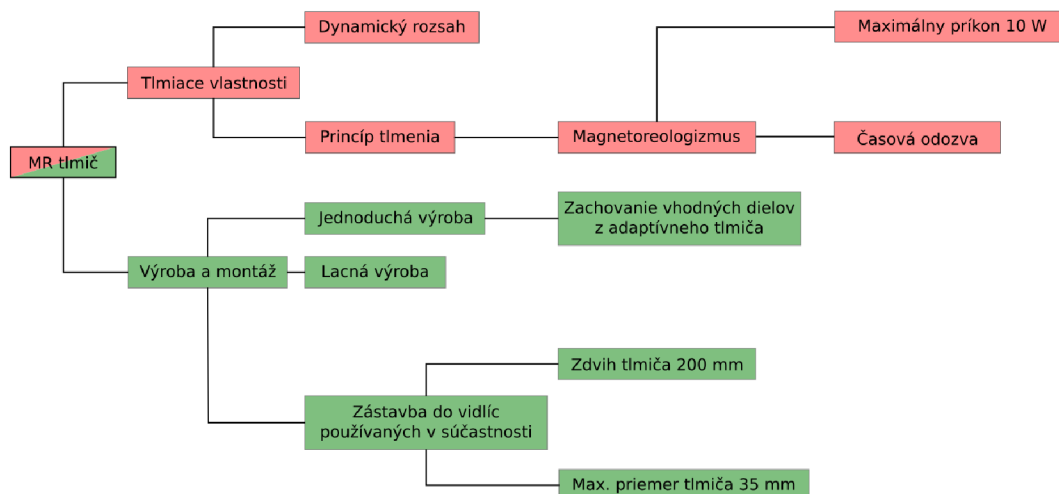 Dynamický rozsah
Maximálny príkon 10 W
Tlmiace vlastnosti
Princíp tlmenia
Magnetoreologizmus
Časová odozva
MR tlmič
Jednoduchá výroba
Zachovanie vhodných dielov
z adaptívneho tlmiča
Výroba a montáž
Lacná výroba
Zdvih tlmiča 200 mm
Zástavba do vidlíc
používaných v súčastnosti
Max. priemer tlmiča 35 mm